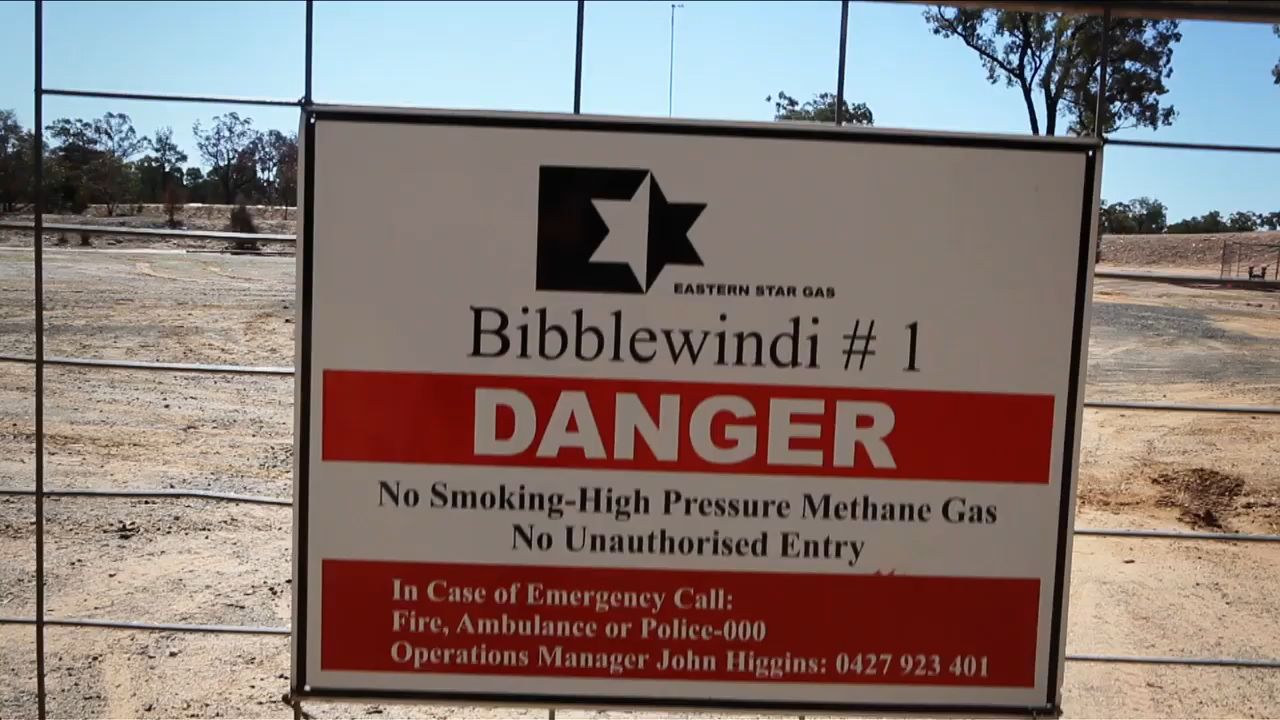 EASTERN STAR GAS
Bibblewindi # 1
DANGER
No Smoking-High Pressure Methane Gas
No Unauthorised Entry
In Case of Emergency Call:
Fire, Ambulance or Police-000
Operations Manager John Higgins: 0427 923 401